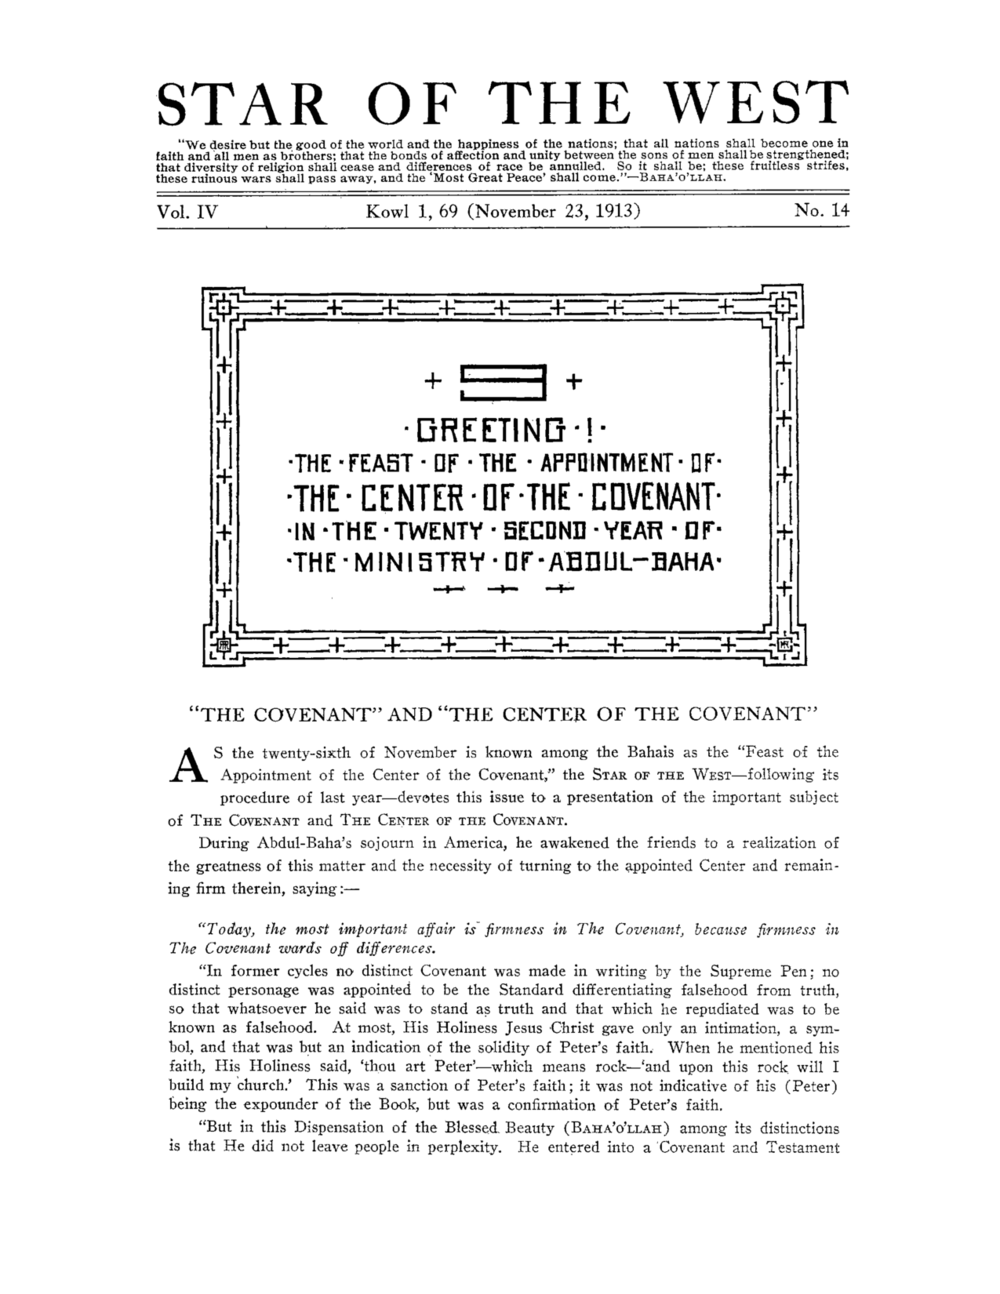 STAR OF THE WEST
"We desire but the good of the world and the happiness of the nations; that all nations shall become one in
faith and all men as brothers; that the bonds of affection and unity between the sons of men shall be strengthened;
that diversity of religion shall cease and differences of race be annulled. So it shall be; these fruitless strifes,
these ruinous wars shall pass away, and the 'Most Great Peace' shall come."—BAHA'O'LLAH.
Vol. IV Kowl 1, 69 (November 23, 1913) No. 14
·GREETING·!·
·THE·FEAST·OF·THE·APPOINTMENT·OF·
·THE·CENTER·OF·THE·COVENANT·
·IN·THE·TWENTY·SECOND·YEAR·OF·
·THE·MINISTRY·OF·ABDUL-BAHA·
"THE COVENANT" AND "THE CENTER OF THE COVENANT"
AS the twenty-sixth of November is known among the Bahais as the "Feast of the
Appointment of the Center of the Covenant," the STAR OF THE WEST—following its
procedure of last year—devotes this issue to a presentation of the important subject
of THE COVENANT and THE CENTER OF THE COVENANT.
During Abdul-Baha's sojourn in America, he awakened the friends to a realization of
the greatness of this matter and the necessity of turning to the appointed Center and remain-
ing firm therein, saying:—
"Today, the most important affair is firmness in The Covenant, because firmness in
The Covenant wards off differences.
"In former cycles no distinct Covenant was made in writing by the Supreme Pen; no
distinct personage was appointed to be the Standard differentiating falsehood from truth,
so that whatsoever he said was to stand as truth and that which he repudiated was to be
known as falsehood. At most, His Holiness Jesus Christ gave only an intimation, a sym-
bol, and that was but an indication of the solidity of Peter's faith. When he mentioned his
faith, His Holiness said, 'thou art Peter'—which means rock—'and upon this rock will I
build my church.' This was a sanction of Peter's faith; it was not indicative of his (Peter)
being the expounder of the Book, but was a confirmation of Peter's faith.
"But in this Dispensation of the Blessed Beauty (BAHA'O'LLAH) among its distinctions
is that He did not leave people in perplexity. He entered into a Covenant and Testament